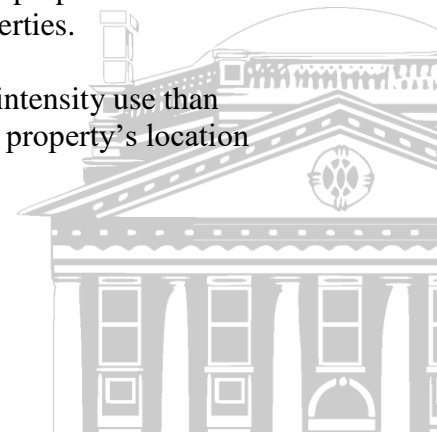 erties.
intensity use than
property's location